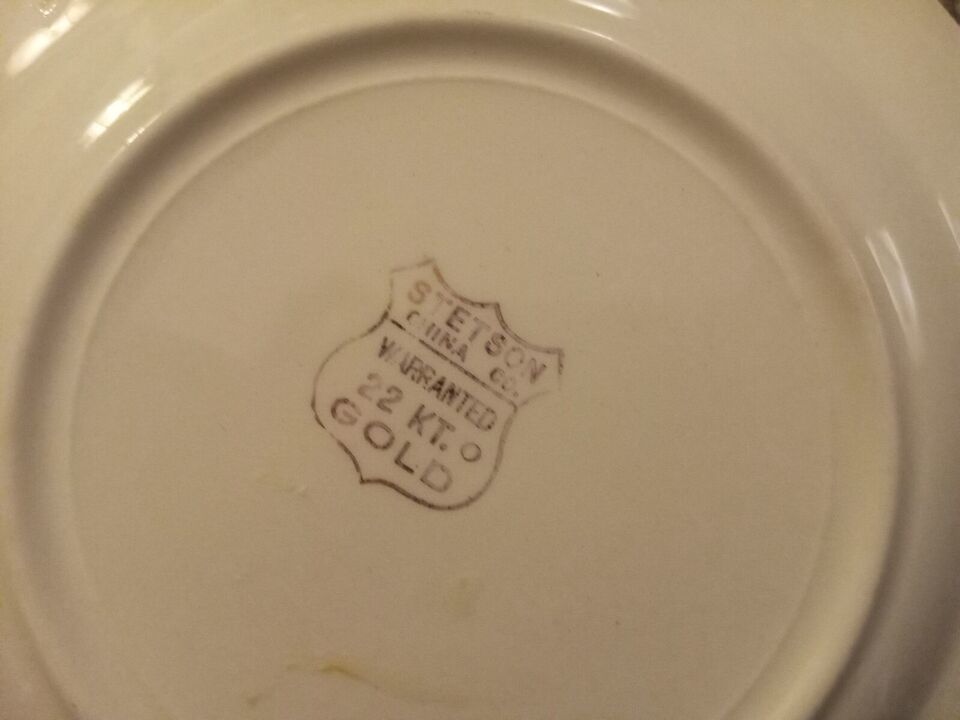 STETSON
CHINA CO.
WARRANTED
22 KT. O
GOLD